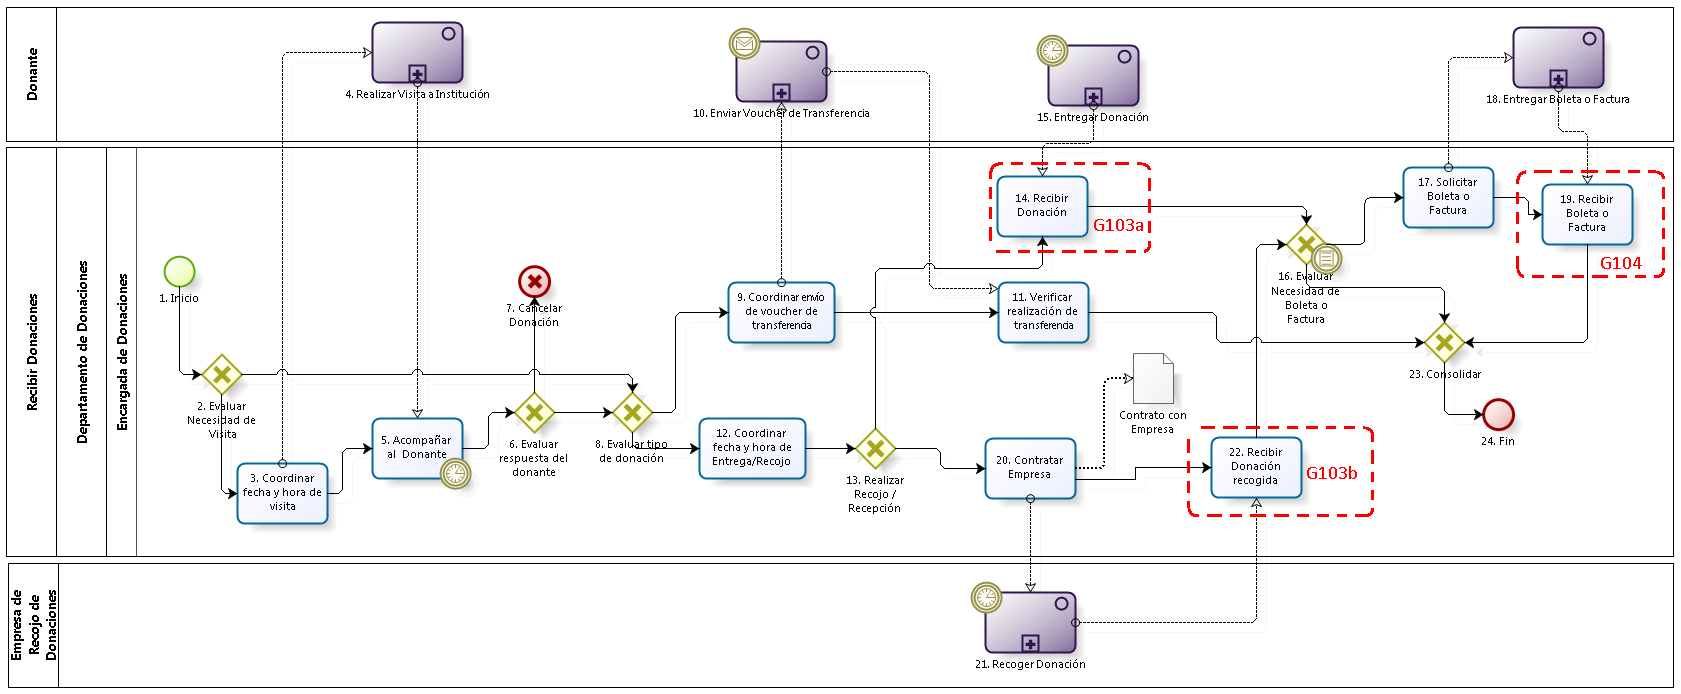 Donante
4. Realizar Visita a Institución
10. Enviar Voucher de Transferencia
15. Entregar Donación
18. Entregar Boleta o Factura
Recibir Donaciones
Departamento de Donaciones
Encargada de Donaciones
1. Inicio
2. Evaluar
Necesidad de
Visita
3. Coordinar
fecha y hora de
visita
5. Acompañar
al Donante
6. Evaluar
respuesta del
donante
7. Cancelar
Donación
8. Evaluar tipo
de donación
9. Coordinar envío
de voucher de
transferencia
11. Verificar
realización de
transferencia
12. Coordinar
fecha y hora de
Entrega/Recojo
13. Realizar
Recojo /
Recepción
14. Recibir
Donación
G103a
16. Evaluar
Necesidad de
Boleta o
Factura
17. Solicitar
Boleta o
Factura
19. Recibir
Boleta o
Factura
G104
20. Contratar
Empresa
Contrato con
Empresa
22. Recibir
Donación
recogida
G103b
23. Consolidar
24. Fin
Empresa de
Recojo de
Donaciones
21. Recoger Donación